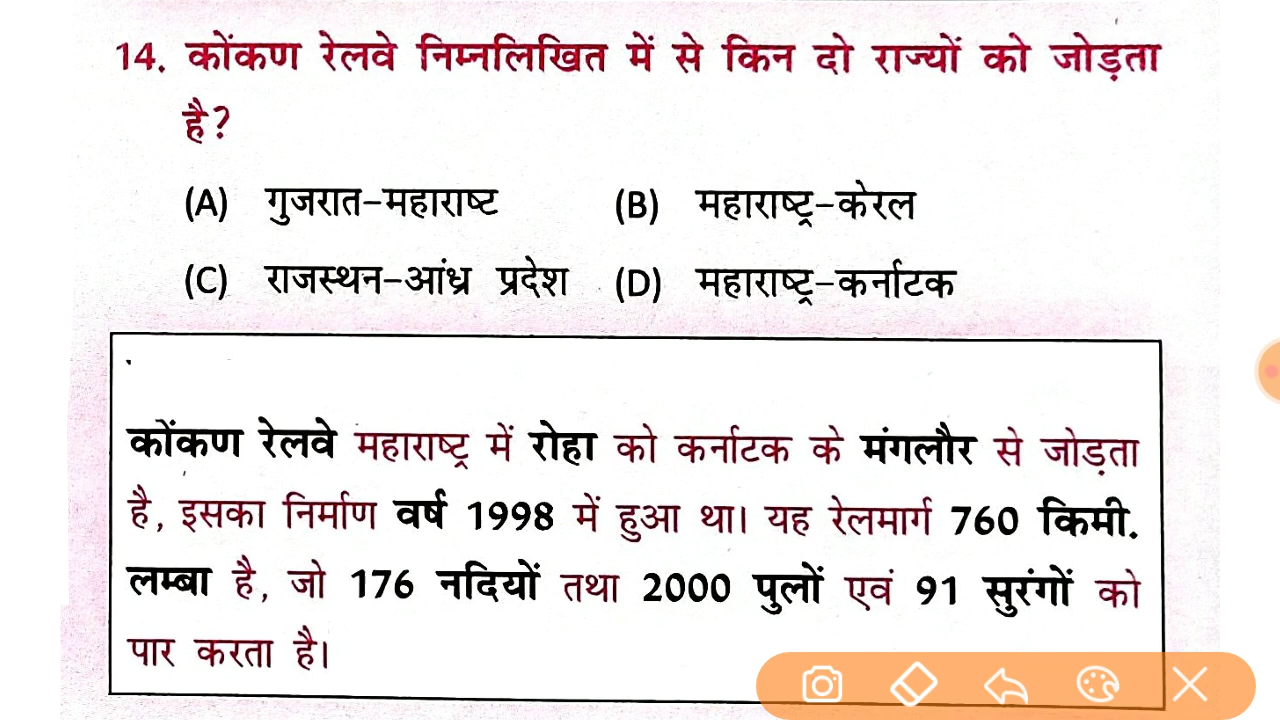 14. कोंकण रेलवे निम्नलिखित में से किन दो राज्यों को जोड़ता
है?
(A) गुजरात–महाराष्ट (B) महाराष्ट्र–केरल
(C) राजस्थन–आंध्र प्रदेश (D) महाराष्ट्र–कर्नाटक
कोंकण रेलवे महाराष्ट्र में रोहा को कर्नाटक के मंगलौर से जोड़ता
है, इसका निर्माण वर्ष 1998 में हुआ था। यह रेलमार्ग 760 किमी.
लम्बा है, जो 176 नदियों तथा 2000 पुलों एवं 91 सुरंगों को
पार करता है।